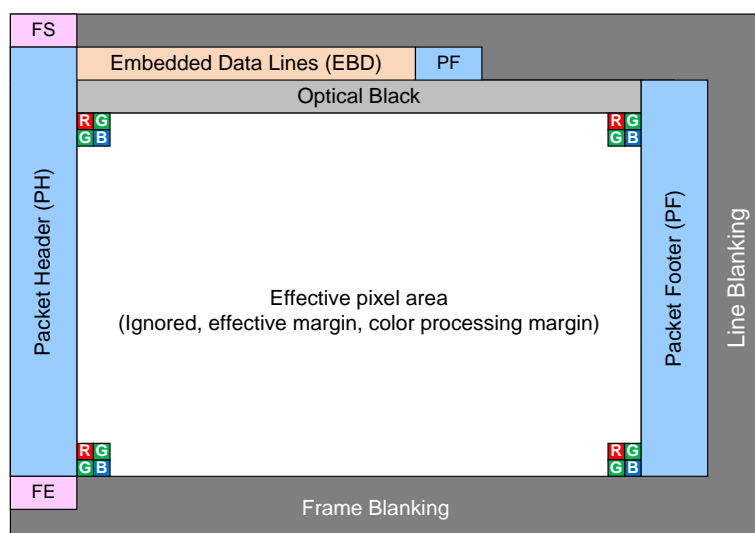 FS
Embedded Data Lines (EBD)
PF
Optical Black
R G
R G
G B
G B
Packet Header (PH)
Effective pixel area
(Ignored, effective margin, color processing margin)
Packet Footer (PF)
Line Blanking
R G
R G
G B
G B
FE
Frame Blanking